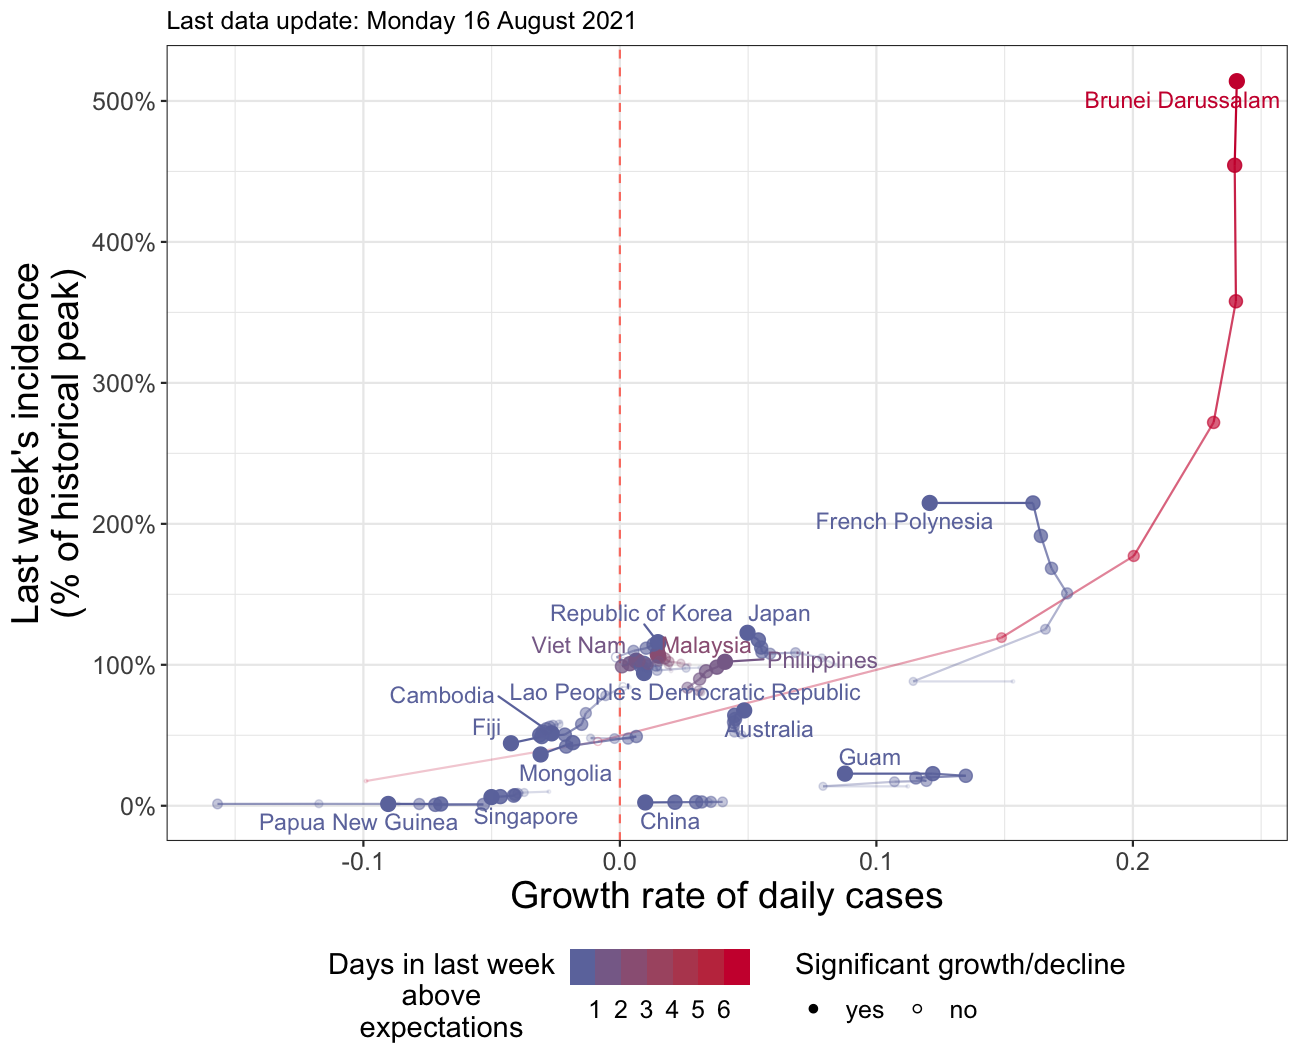 Last data update: Monday 16 August 2021
Last week's incidence
(% of historical peak)
500%
400%
300%
200%
100%
0%
Brunei Darussalam
French Polynesia
Republic of Korea
Japan
Viet Nam
Malaysia
Philippines
Cambodia
Lao People's Democratic Republic
Fiji
Australia
Mongolia
Guam
Papua New Guinea
Singapore
China
-0.1
0.0
0.1
0.2
Growth rate of daily cases
Days in last week
above
expectations
1 2 3 4 5 6
Significant growth/decline
yes
no